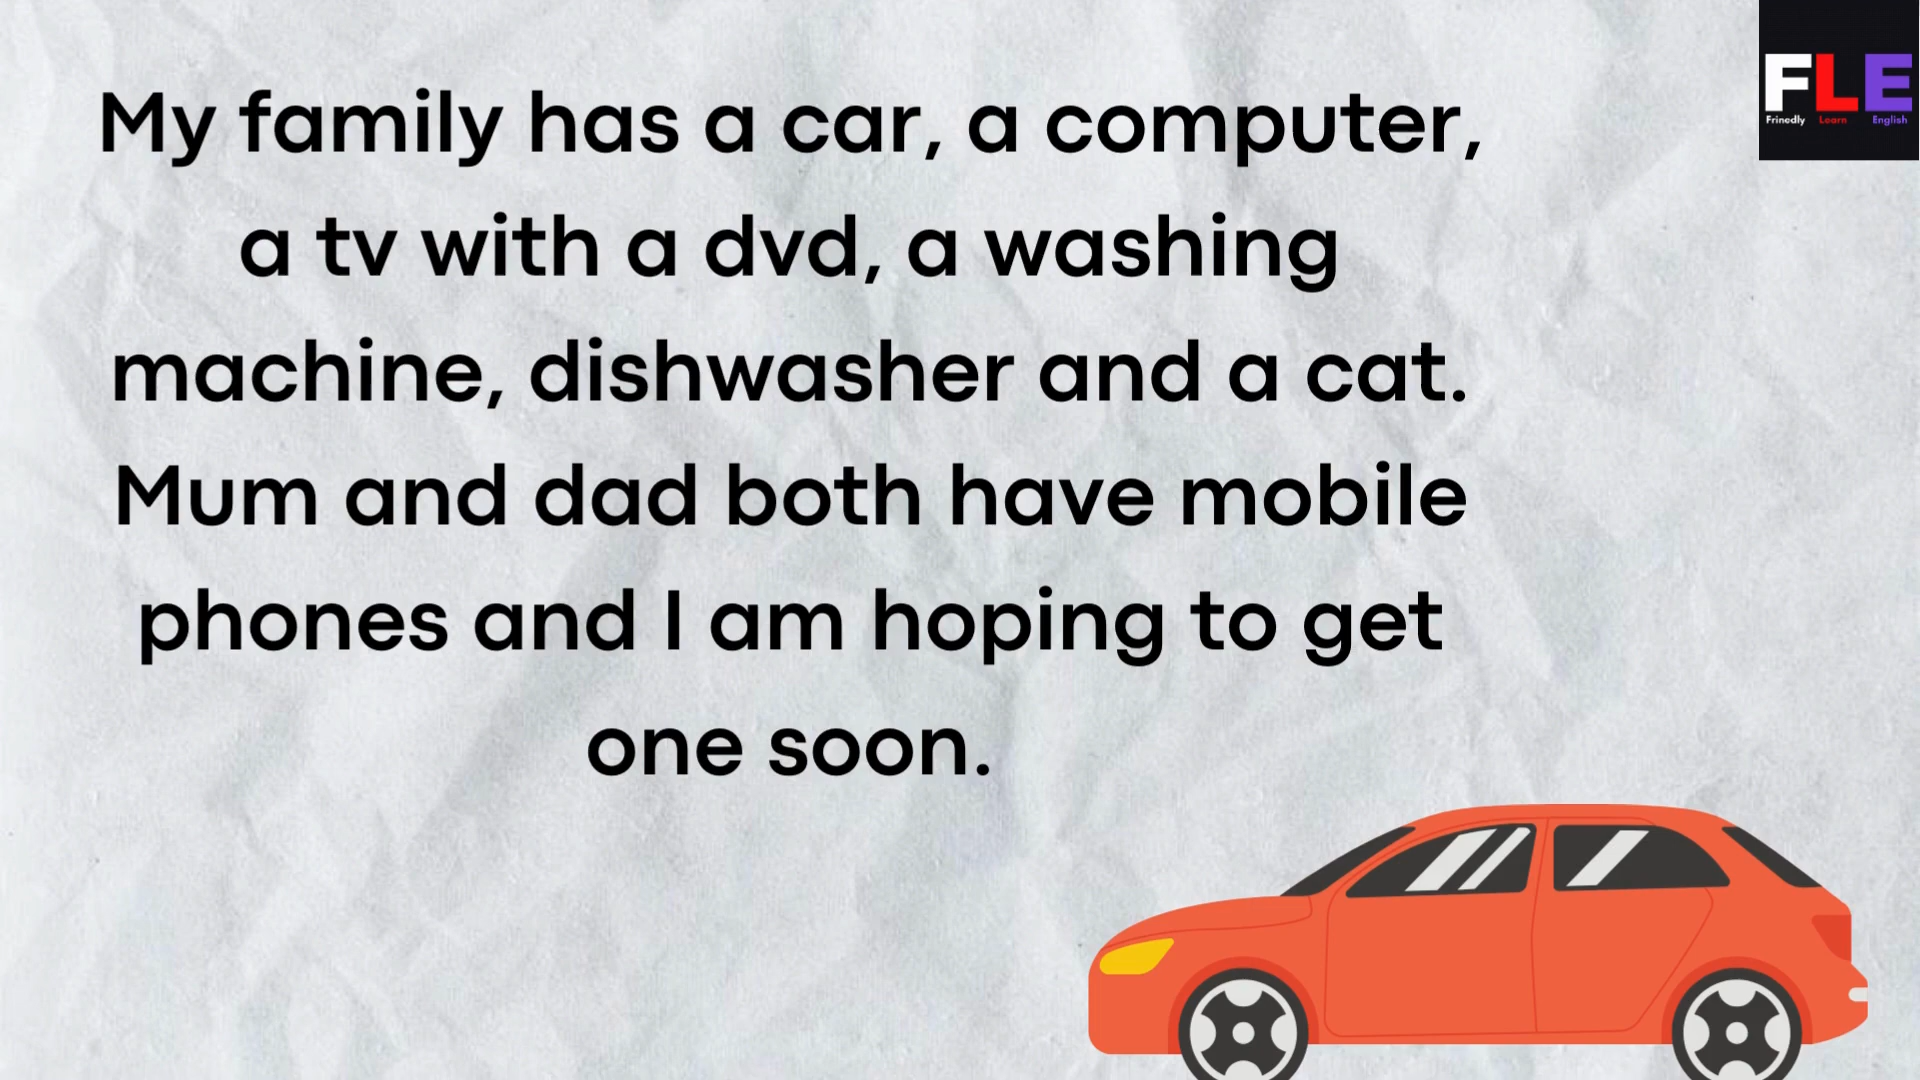 My family has a car, a computer,
a tv with a dvd, a washing
machine, dishwasher and a cat.
Mum and dad both have mobile
phones and I am hoping to get
one soon.
FLE
Frinedly Learn English